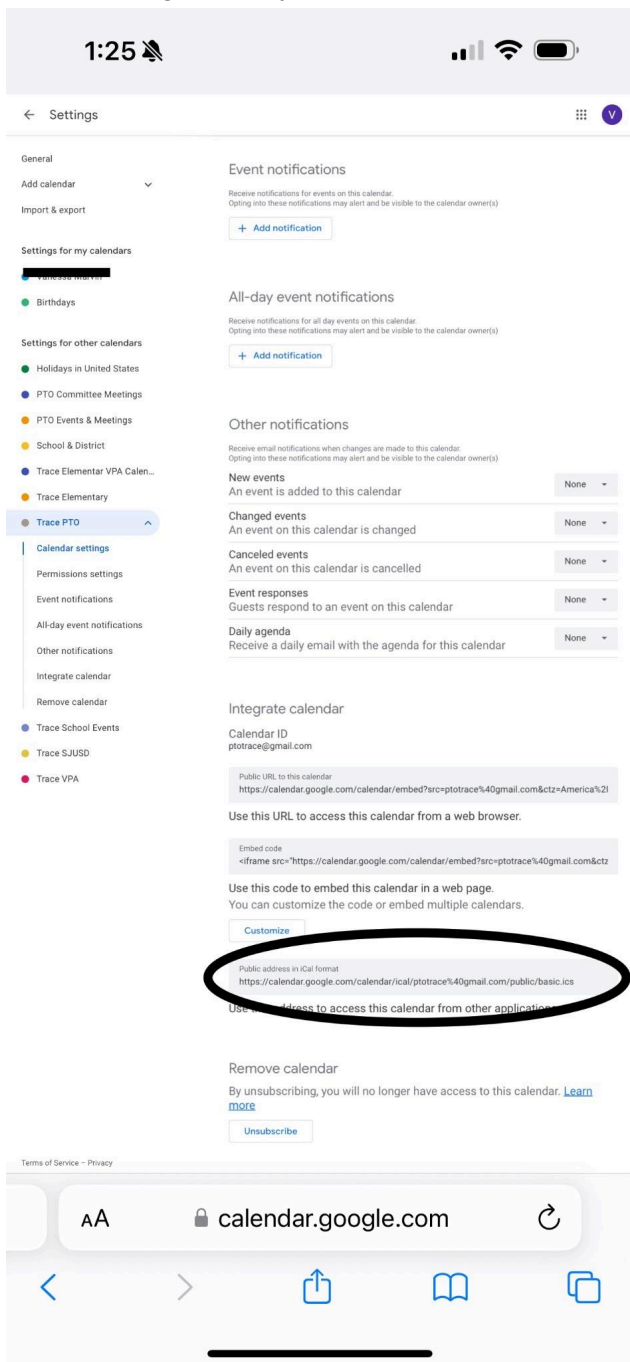 1:25
Settings
V
General
Add calendar
Import & export
Settings for my calendars
Birthdays
Settings for other calendars
Holidays in United States
PTO Committee Meetings
PTO Events & Meetings
School & District
Trace Elementar VPA Calen...
Trace Elementary
Trace PTO
Calendar settings
Permissions settings
Event notifications
All-day event notifications
Other notifications
Integrate calendar
Remove calendar
Trace School Events
Trace SJUSD
Trace VPA
Event notifications
Receive notifications for events on this calendar.
Opting into these notifications may alert and be visible to the calendar owner(s)
+ Add notification
All-day event notifications
Receive notifications for all day events on this calendar.
Opting into these notifications may alert and be visible to the calendar owner(s)
+ Add notification
Other notifications
Receive email notifications when changes are made to this calendar.
Opting into these notifications may alert and be visible to the calendar owner(s)
New events
An event is added to this calendar
None
Changed events
An event on this calendar is changed
None
Canceled events
An event on this calendar is cancelled
None
Event responses
Guests respond to an event on this calendar
None
Daily agenda
Receive a daily email with the agenda for this calendar
None
Integrate calendar
Calendar ID
ptotrace@gmail.com
Public URL to this calendar
https://calendar.google.com/calendar/embed?src=ptotrace%40gmail.com&ctz=America%2
Use this URL to access this calendar from a web browser.
Embed code
<iframe src="https://calendar.google.com/calendar/embed?src=ptotrace%40gmail.com&ctz
Use this code to embed this calendar in a web page.
You can customize the code or embed multiple calendars.
Customize
Public address in iCal format
https://calendar.google.com/calendar/ical/ptotrace%40gmail.com/public/basic.ics
Use address to access this calendar from other
Remove calendar
By unsubscribing, you will no longer have access to this calendar. Learn
more
Unsubscribe
Terms of Service – Privacy
AA
calendar.google.com